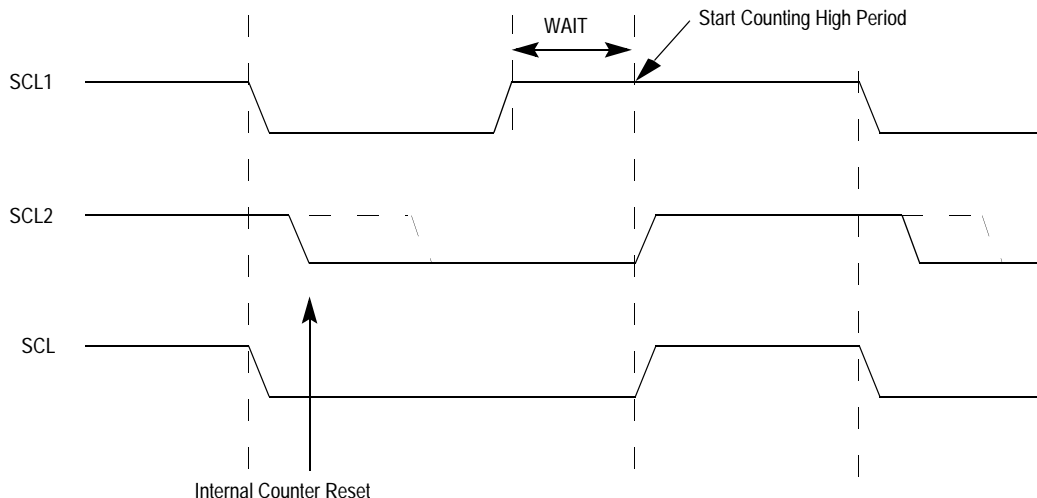 Start Counting High Period
WAIT
SCL1
SCL2
SCL
Internal Counter Reset